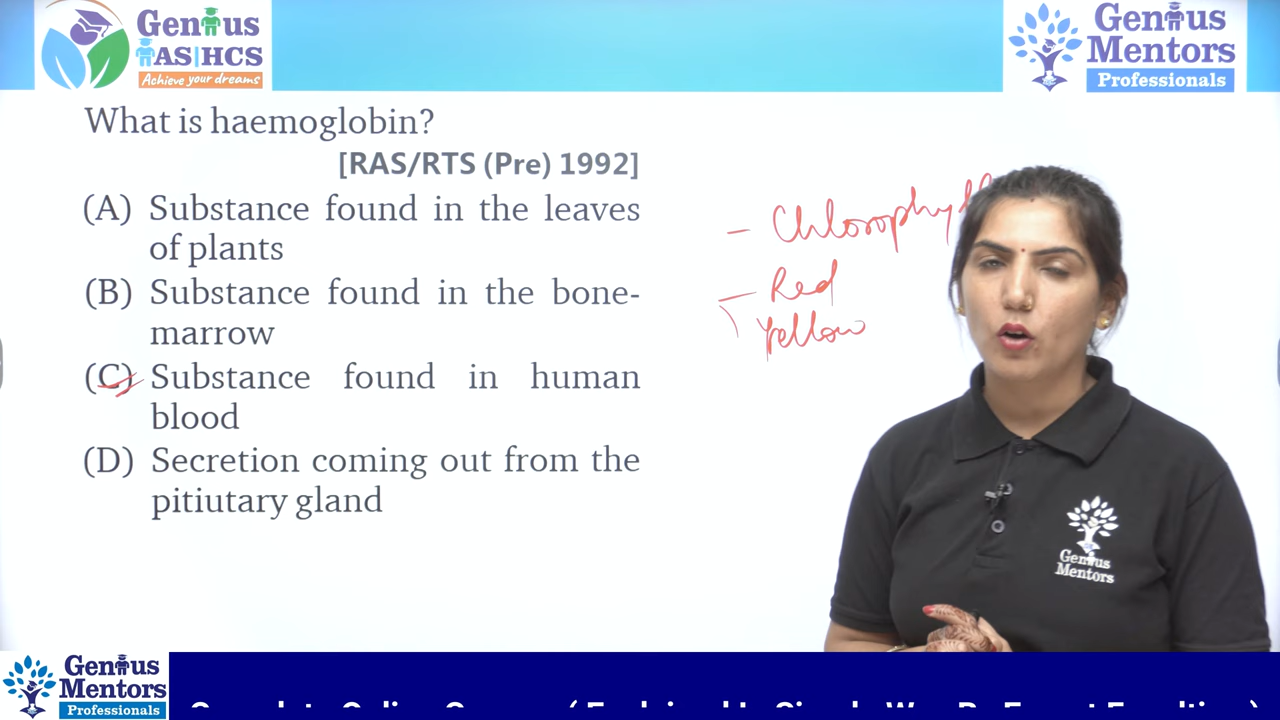 Genius
IAS|HCS
Achieve your dreams
Genius
Mentors
Professionals
What is haemoglobin?
[RAS/RTS (Pre) 1992]
(A) Substance found in the leaves
of plants
(B) Substance found in the bone-
marrow
(C) Substance found in human
blood
(D) Secretion coming out from the
pitiutary gland
- Chlorophyll
- Red
Yellow
Genius
Mentors
Genius
Mentors
Professionals